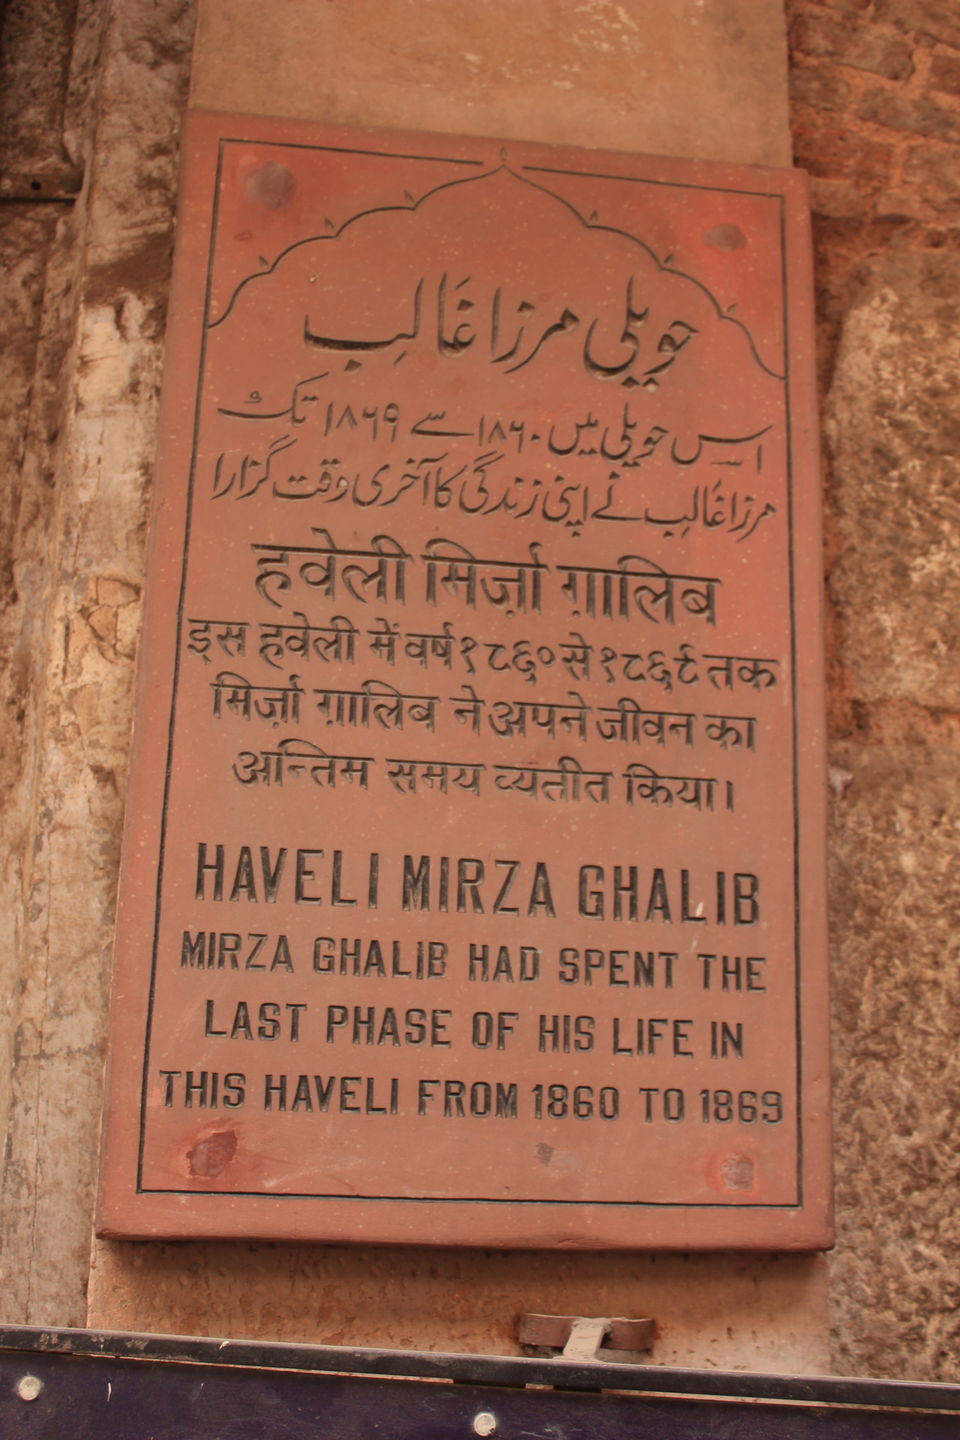 حویلی مرزا غالب
اِس حویلی میں ۱۸۶۰ سے ۱۸۶۹ تک
مرزا غالب نے اپنی زندگی کا آخری وقت گزارا
हवेली मिर्ज़ा ग़ालिब
इस हवेली में वर्ष १८६० से १८६९ तक
मिर्ज़ा ग़ालिब ने अपने जीवन का
अन्तिम समय व्यतीत किया।
HAVELI MIRZA GHALIB
MIRZA GHALIB HAD SPENT THE
LAST PHASE OF HIS LIFE IN
THIS HAVELI FROM 1860 TO 1869